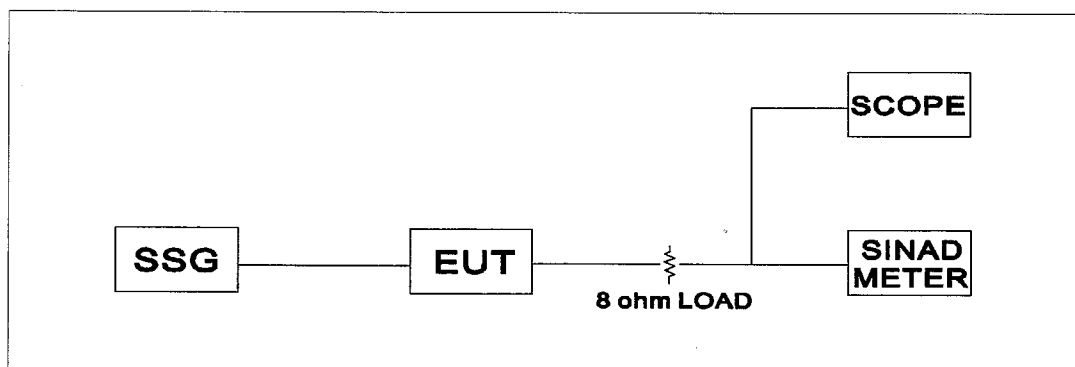 SCOPE
SSG
EUT
8 ohm LOAD
SINAD
METER